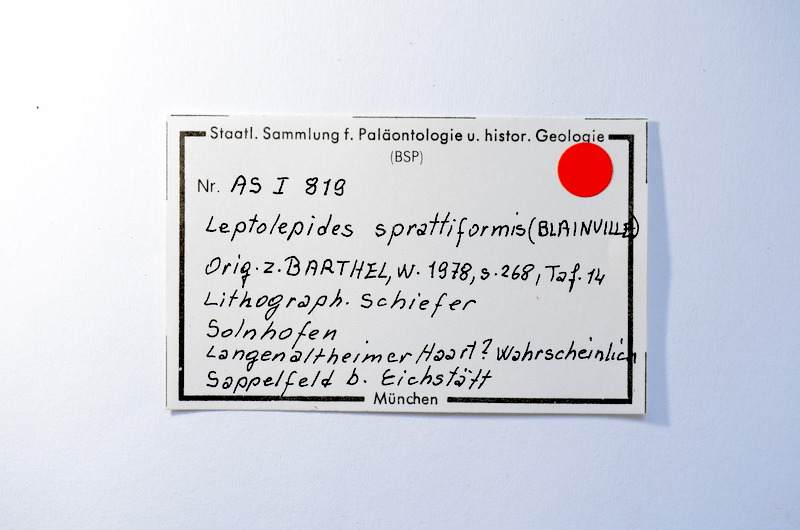 Staatl. Sammlung f. Paläontologie u. histor. Geologie
(BSP)
Nr. AS I 819
Leptolepides sprattiformis (BLAINVILLE)
Orig. z. BARTHEL, W. 1978, S. 268, Taf. 14
Lithograph. Schiefer
Solnhofen
Langenaltheimer Haart? Wahrscheinlich
Sappelfeld b. Eichstätt
München